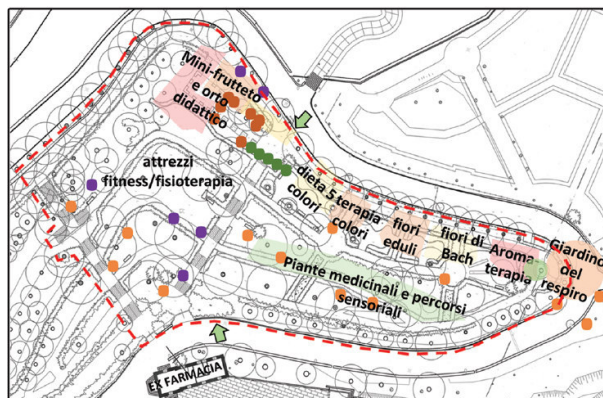 Mini-frutteto
e orto
didattico
attrezzi
fitness/fisioterapia
dieta 5
colori
terapia
colori
fiori
eduli
fiori di
Bach
Aroma
terapia
Giardino
del
respiro
Piante medicinali e percorsi
sensoriali
EX FARMACIA